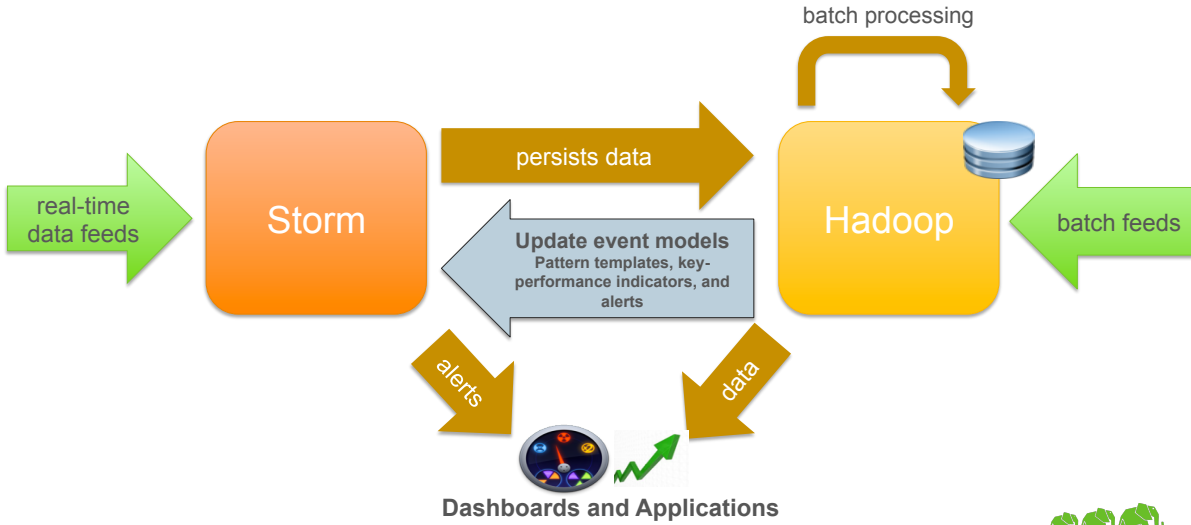 batch processing
persists data
real-time
data feeds
Storm
Update event models
Pattern templates, key-
performance indicators, and
alerts
Hadoop
batch feeds
alerts
data
Dashboards and Applications